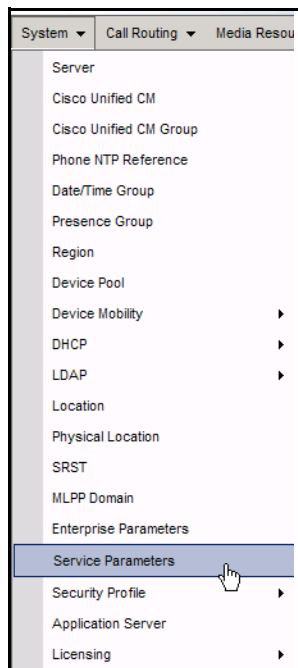 System Call Routing Media Resou
Server
Cisco Unified CM
Cisco Unified CM Group
Phone NTP Reference
Date/Time Group
Presence Group
Region
Device Pool
Device Mobility
DHCP
LDAP
Location
Physical Location
SRST
MLPP Domain
Enterprise Parameters
Service Parameters
Security Profile
Application Server
Licensing